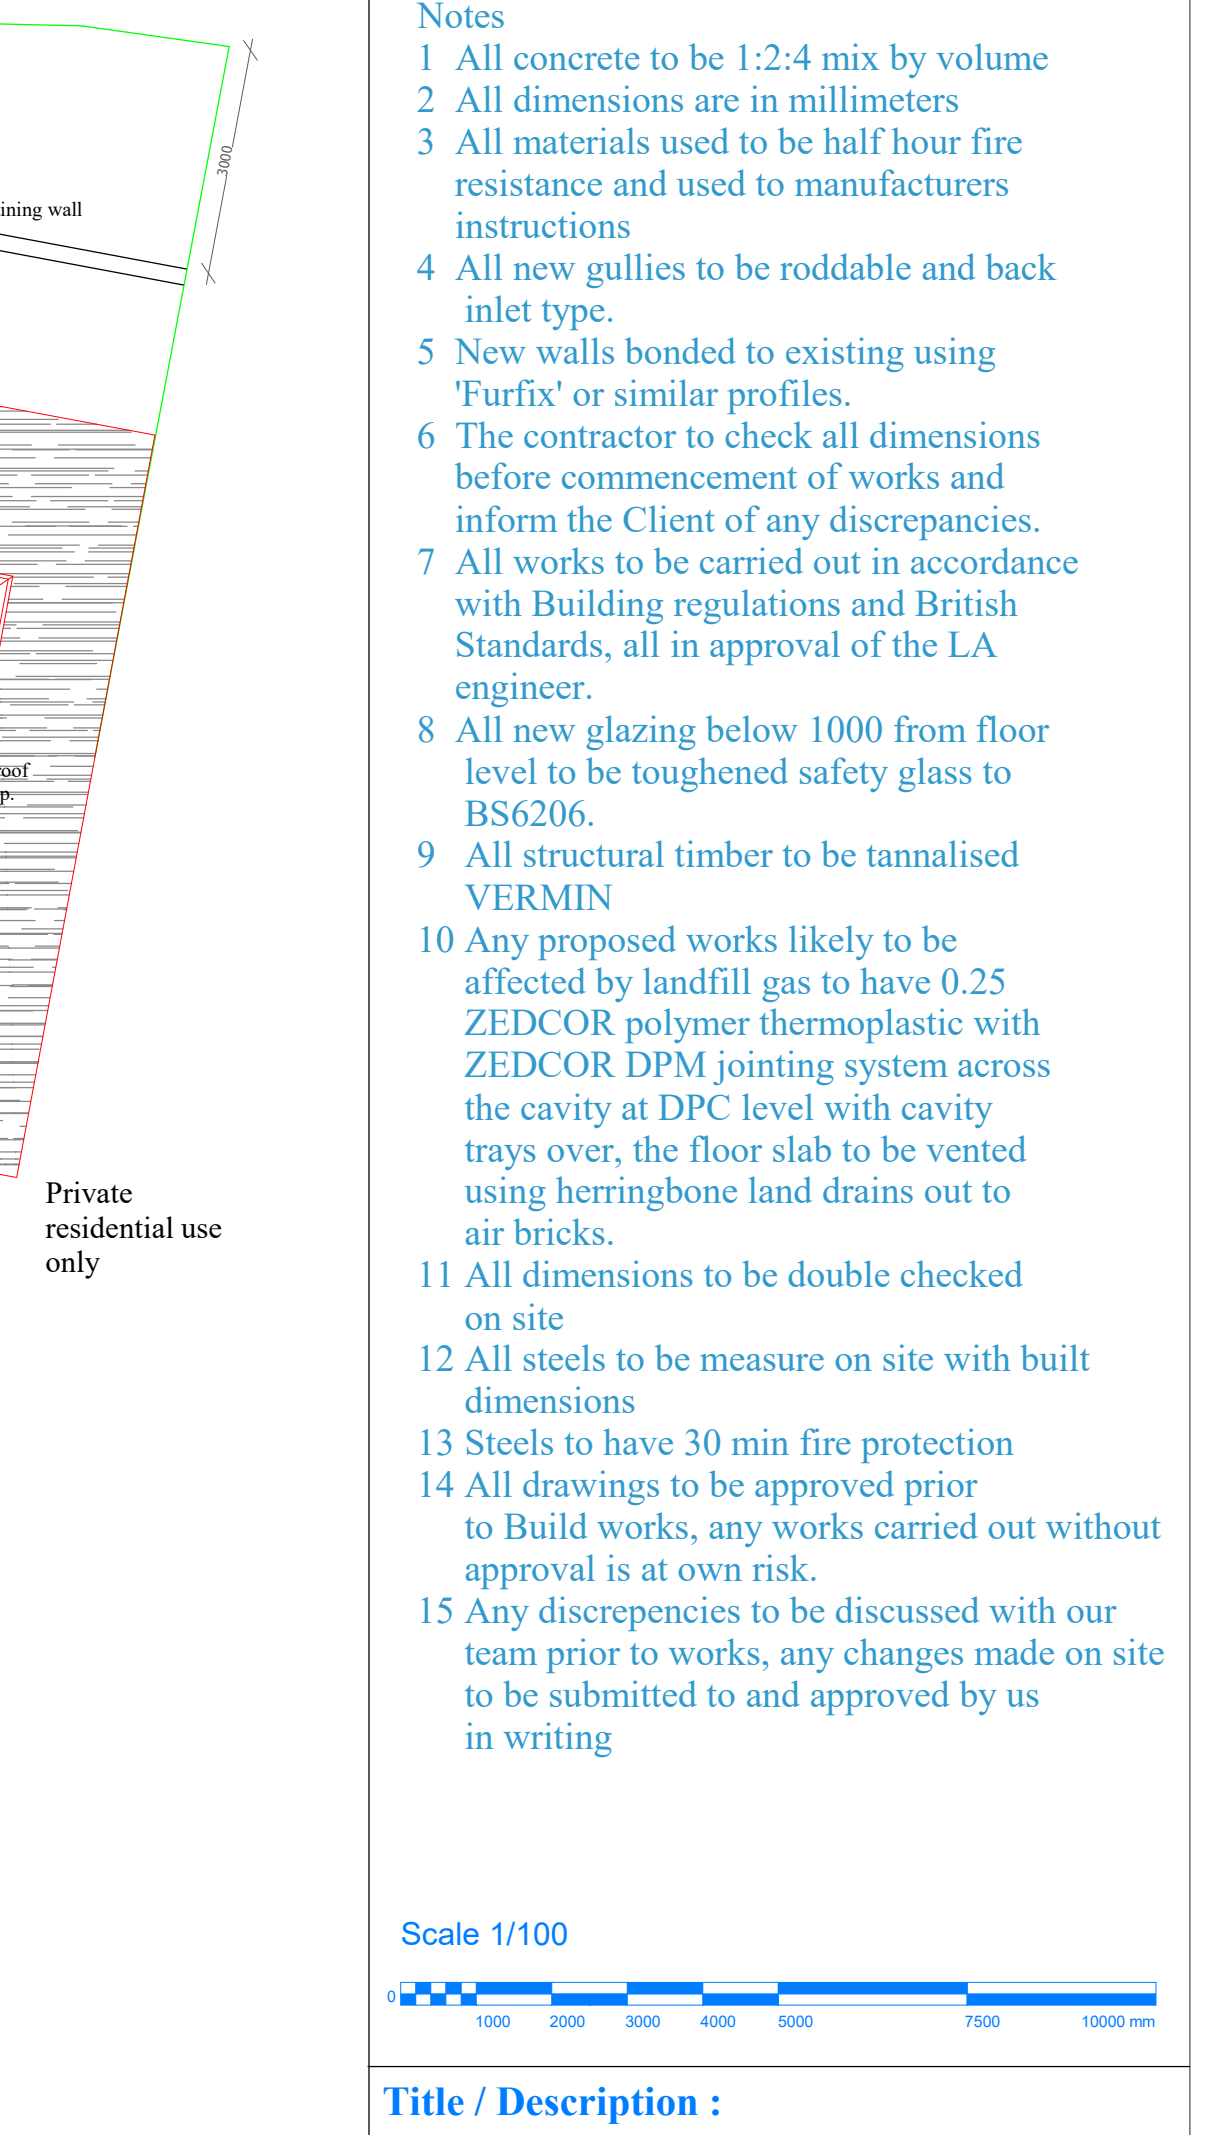 Notes
1 All concrete to be 1:2:4 mix by volume
2 All dimensions are in millimeters
3 All materials used to be half hour fire
resistance and used to manufacturers
instructions
4 All new gullies to be roddable and back
inlet type.
5 New walls bonded to existing using
'Furfix' or similar profiles.
6 The contractor to check all dimensions
before commencement of works and
inform the Client of any discrepancies.
7 All works to be carried out in accordance
with Building regulations and British
Standards, all in approval of the LA
engineer.
8 All new glazing below 1000 from floor
level to be toughened safety glass to
BS6206.
9 All structural timber to be tannalised
VERMIN
10 Any proposed works likely to be
affected by landfill gas to have 0.25
ZEDCOR polymer thermoplastic with
ZEDCOR DPM jointing system across
the cavity at DPC level with cavity
trays over, the floor slab to be vented
using herringbone land drains out to
air bricks.
11 All dimensions to be double checked
on site
12 All steels to be measure on site with built
dimensions
13 Steels to have 30 min fire protection
14 All drawings to be approved prior
to Build works, any works carried out without
approval is at own risk.
15 Any discrepencies to be discussed with our
team prior to works, any changes made on site
to be submitted to and approved by us
in writing
3000
ining wall
oof
p.
Private
residential use
only
Scale 1/100
0
1000 2000 3000 4000 5000 7500 10000 mm
Title / Description :